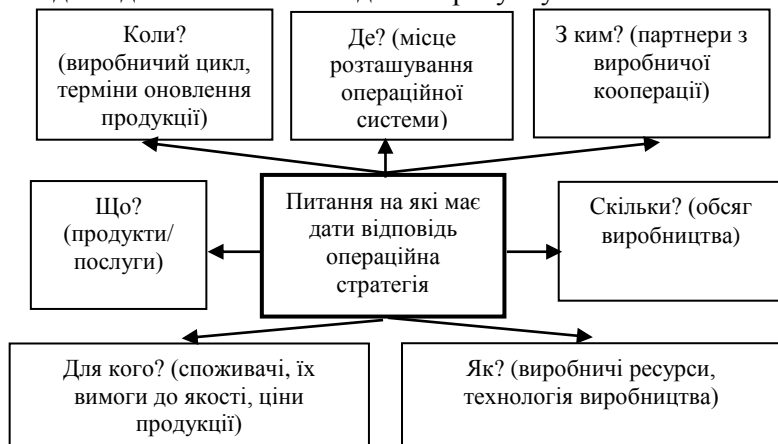 Коли?
(виробничий цикл,
терміни оновлення
продукції)
Де? (місце
розташування
операційної
системи)
З ким? (партнери з
виробничої
кооперації)
Що?
(продукти/
послуги)
Питання на які має
дати відповідь
операційна
стратегія
Скільки? (обсяг
виробництва)
Для кого? (споживачі, їх
вимоги до якості, ціни
продукції)
Як? (виробничі ресурси,
технологія виробництва)